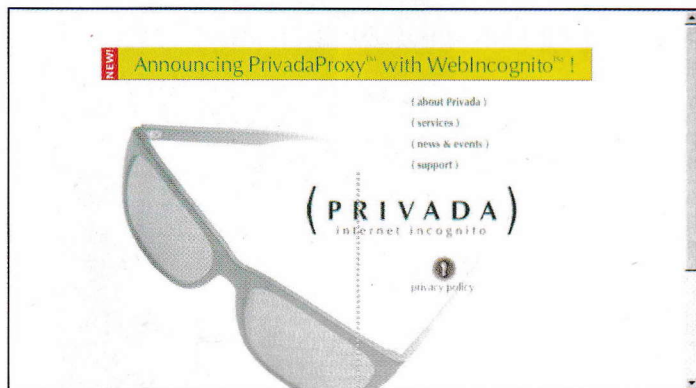 NEW!
Announcing PrivadaProxy™ with WebIncognito™ !
( about Privada )
( services )
( news & events )
( support )
(PRIVADA)
internet incognito
privacy policy